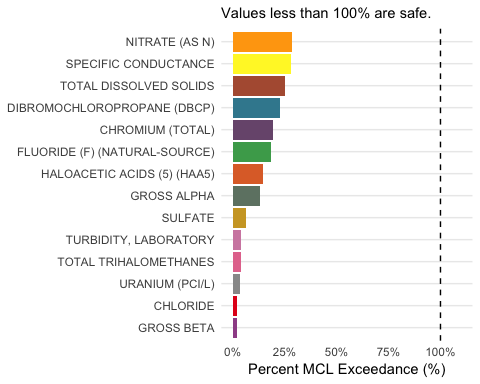 Values less than 100% are safe.
NITRATE (AS N)
SPECIFIC CONDUCTANCE
TOTAL DISSOLVED SOLIDS
DIBROMOCHLOROPROPANE (DBCP)
CHROMIUM (TOTAL)
FLUORIDE (F) (NATURAL-SOURCE)
HALOACETIC ACIDS (5) (HAA5)
GROSS ALPHA
SULFATE
TURBIDITY, LABORATORY
TOTAL TRIHALOMETHANES
URANIUM (PCI/L)
CHLORIDE
GROSS BETA
0% 25% 50% 75% 100%
Percent MCL Exceedance (%)